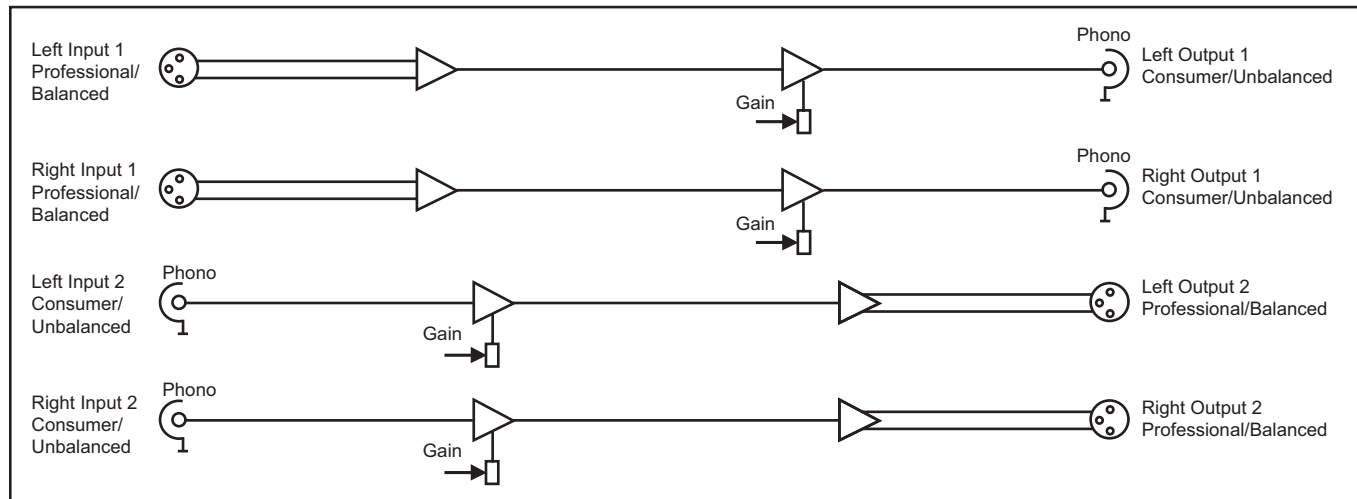 Left Input 1
Professional/
Balanced
Gain
Phono
Left Output 1
Consumer/Unbalanced
Right Input 1
Professional/
Balanced
Gain
Phono
Right Output 1
Consumer/Unbalanced
Left Input 2
Consumer/
Unbalanced
Phono
Gain
Left Output 2
Professional/Balanced
Right Input 2
Consumer/
Unbalanced
Phono
Gain
Right Output 2
Professional/Balanced